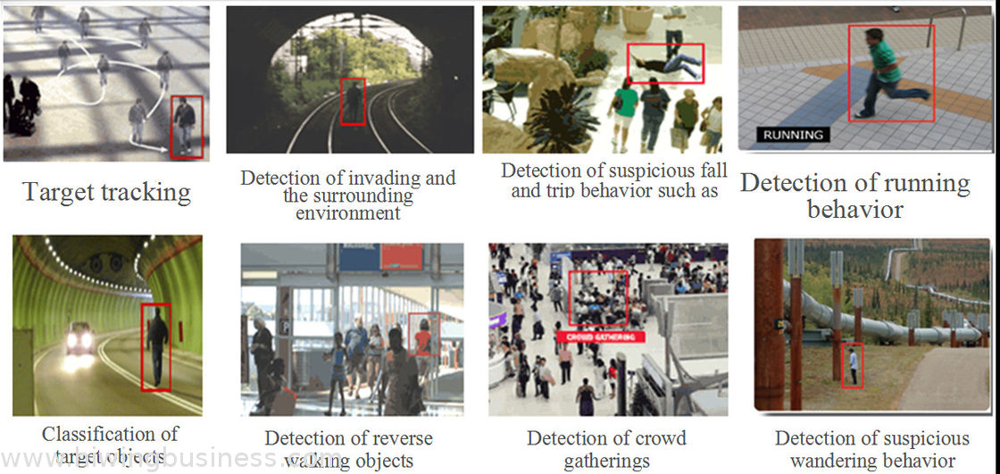 RUNNING
Target tracking
Detection of invading and
the surrounding
environment
Detection of suspicious fall
and trip behavior such as
Detection of running
behavior
CROWD GATHERING
Classification of
target objects
Detection of reverse
walking objects
Detection of crowd
gatherings
Detection of suspicious
wandering behavior
www.hiwingbusiness.com